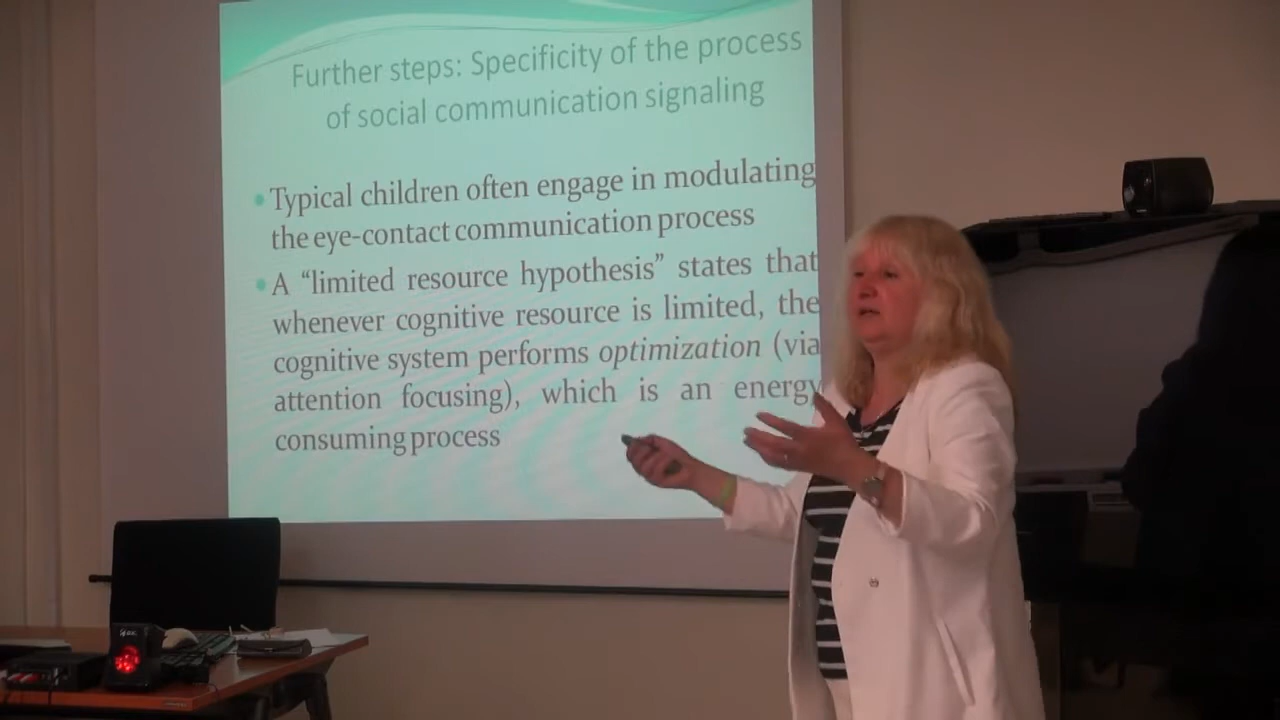 Further steps: Specificity of the process
of social communication signaling
• Typical children often engage in modulating
the eye-contact communication process
• A “limited resource hypothesis” states that
whenever cognitive resource is limited, the
cognitive system performs optimization (via
attention focusing), which is an energy
consuming process